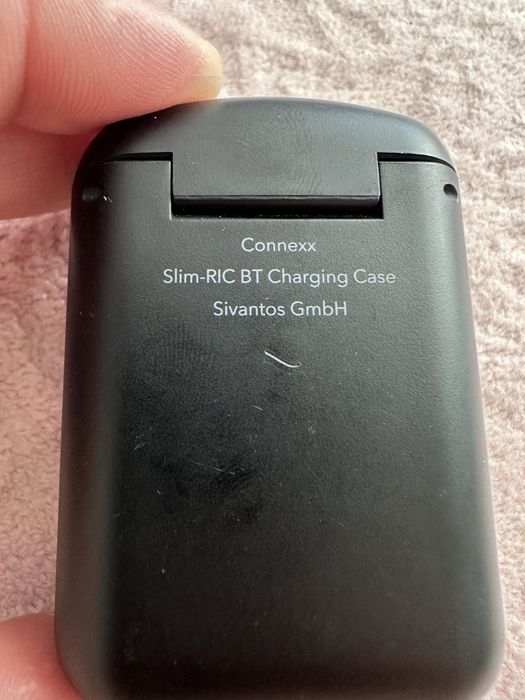 Connexx
Slim-RIC BT Charging Case
Sivantos GmbH